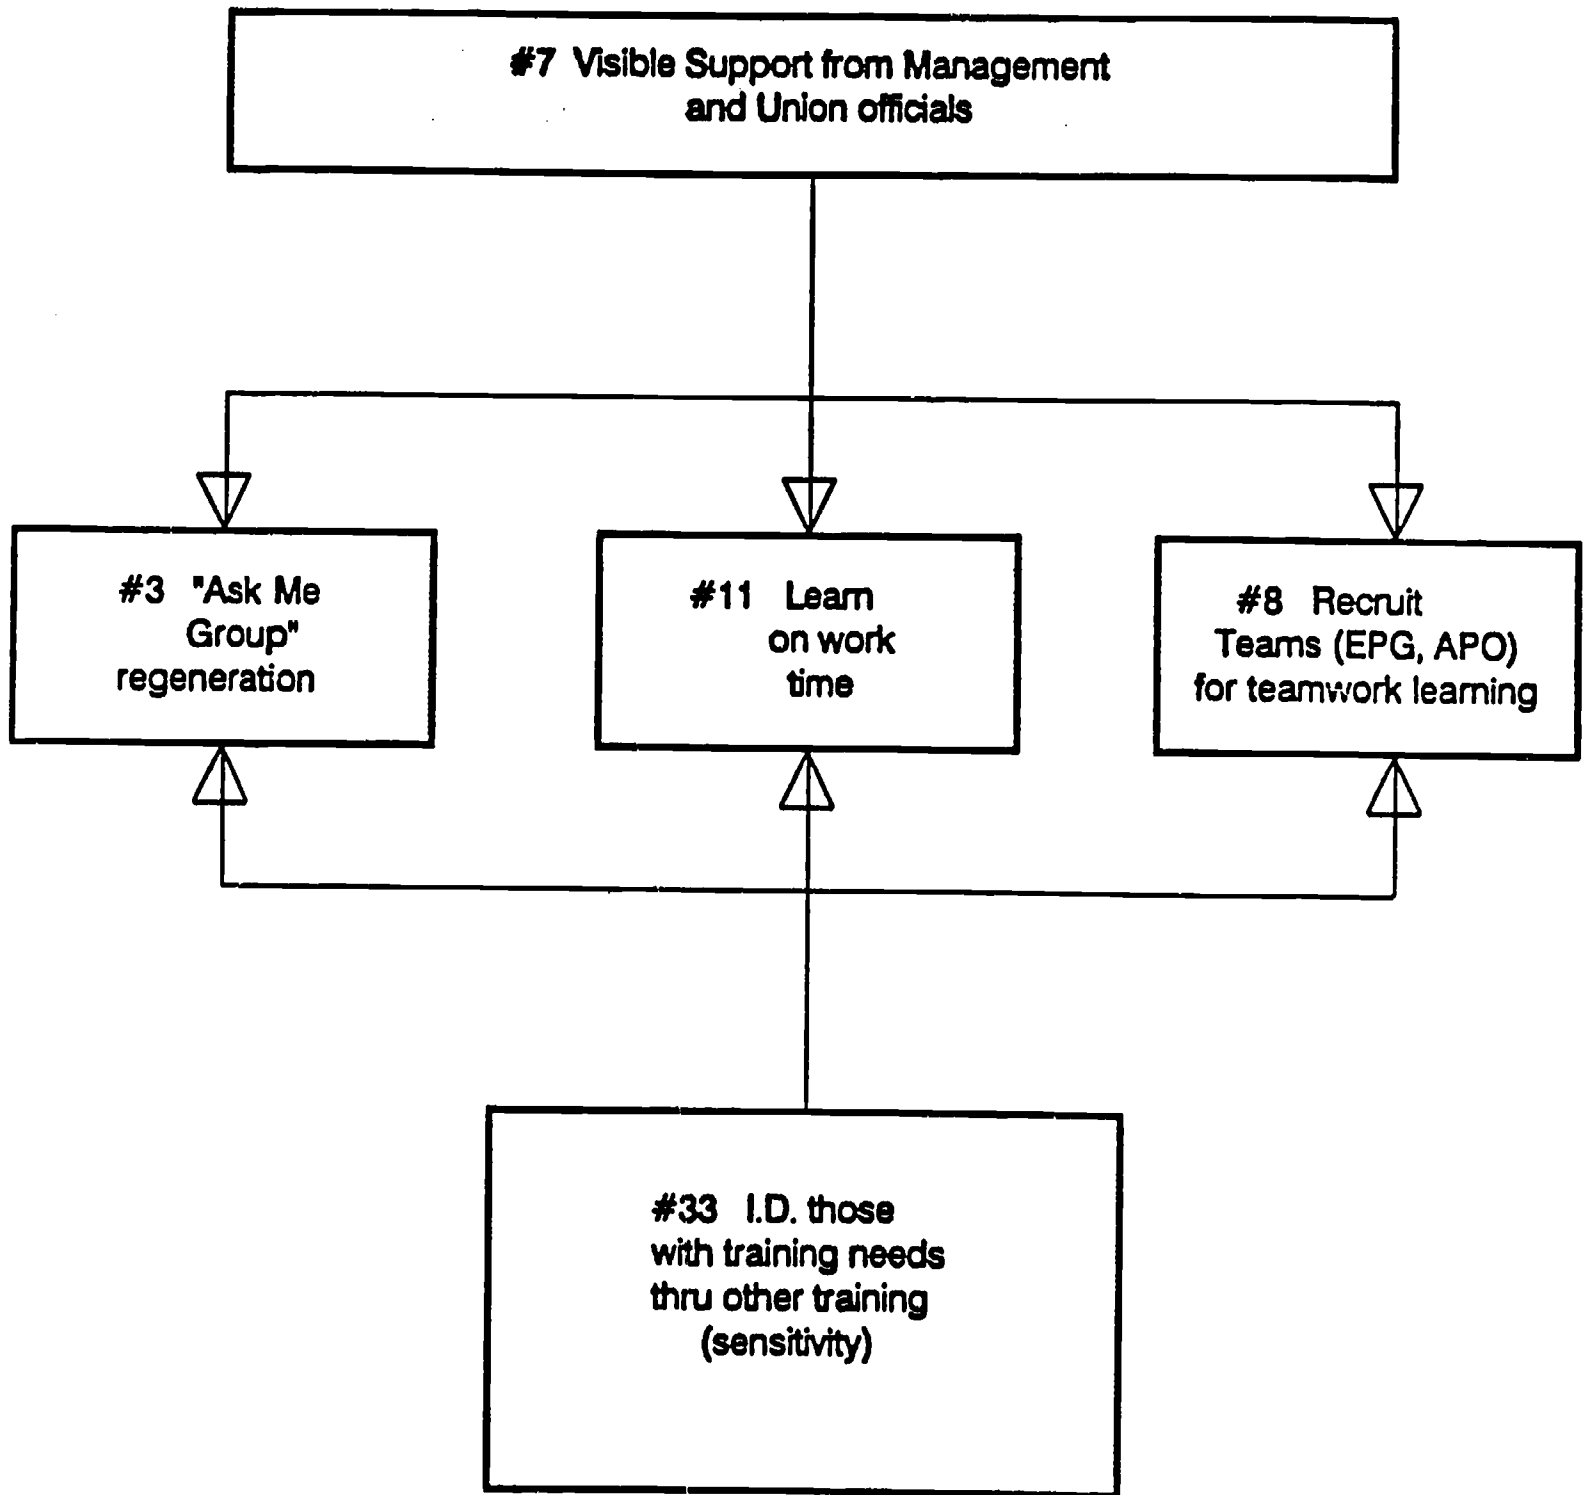 #7 Visible Support from Management
and Union officials
#3 "Ask Me
Group"
regeneration
#11 Learn
on work
time
#8 Recruit
Teams (EPG, APO)
for teamwork learning
#33 I.D. those
with training needs
thru other training
(sensitivity)